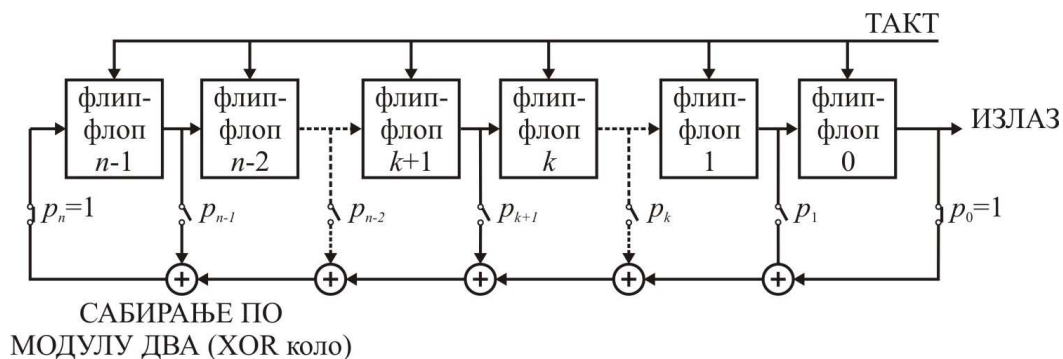 ТАКТ
флип-
флоп
n-1
флип-
флоп
n-2
флип-
флоп
k+1
флип-
флоп
k
флип-
флоп
1
флип-
флоп
0
ИЗЛАЗ
pₙ=1
pₙ₋₁
pₙ₋₂
pₖ₊₁
pₖ
p₁
p₀=1
+
+
+
+
+
САБИРАЊЕ ПО
МОДУЛУ ДВА (XOR коло)